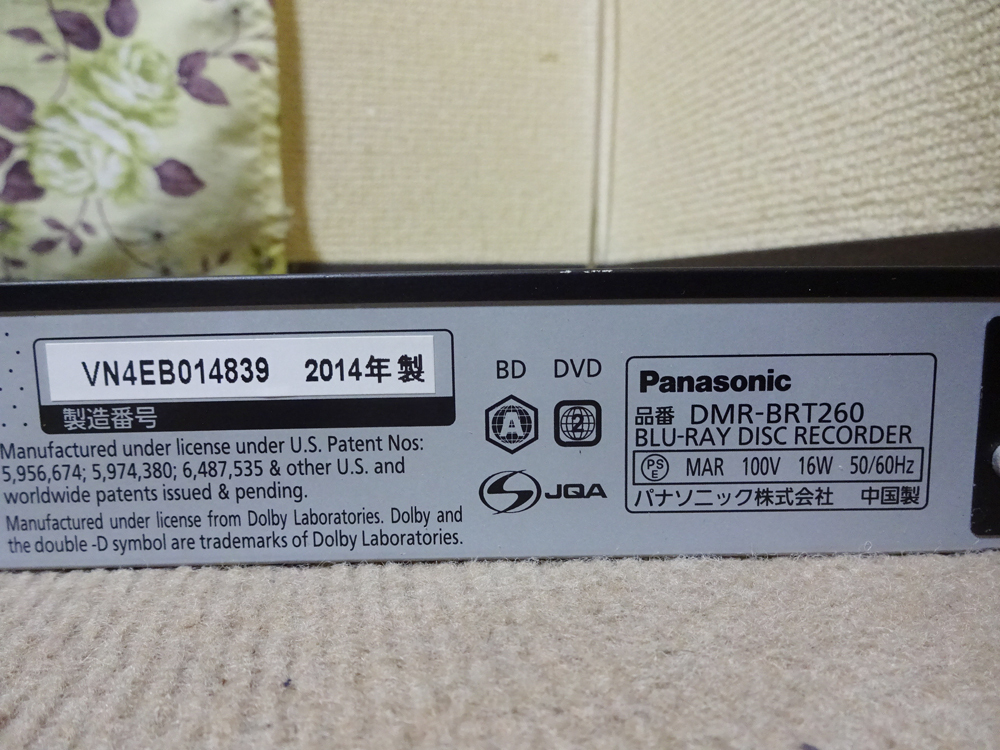 VN4EB014839 2014年 製
製造番号
Manufactured under license under U.S. Patent Nos:
5,956,674; 5,974,380; 6,487,535 & other U.S. and
worldwide patents issued & pending.
Manufactured under license from Dolby Laboratories. Dolby and
the double -D symbol are trademarks of Dolby Laboratories.
BD DVD
A 2
JQA
Panasonic
品番 DMR-BRT260
BLU-RAY DISC RECORDER
PS E MAR 100V 16W 50/60Hz
パナソニック株式会社 中国製